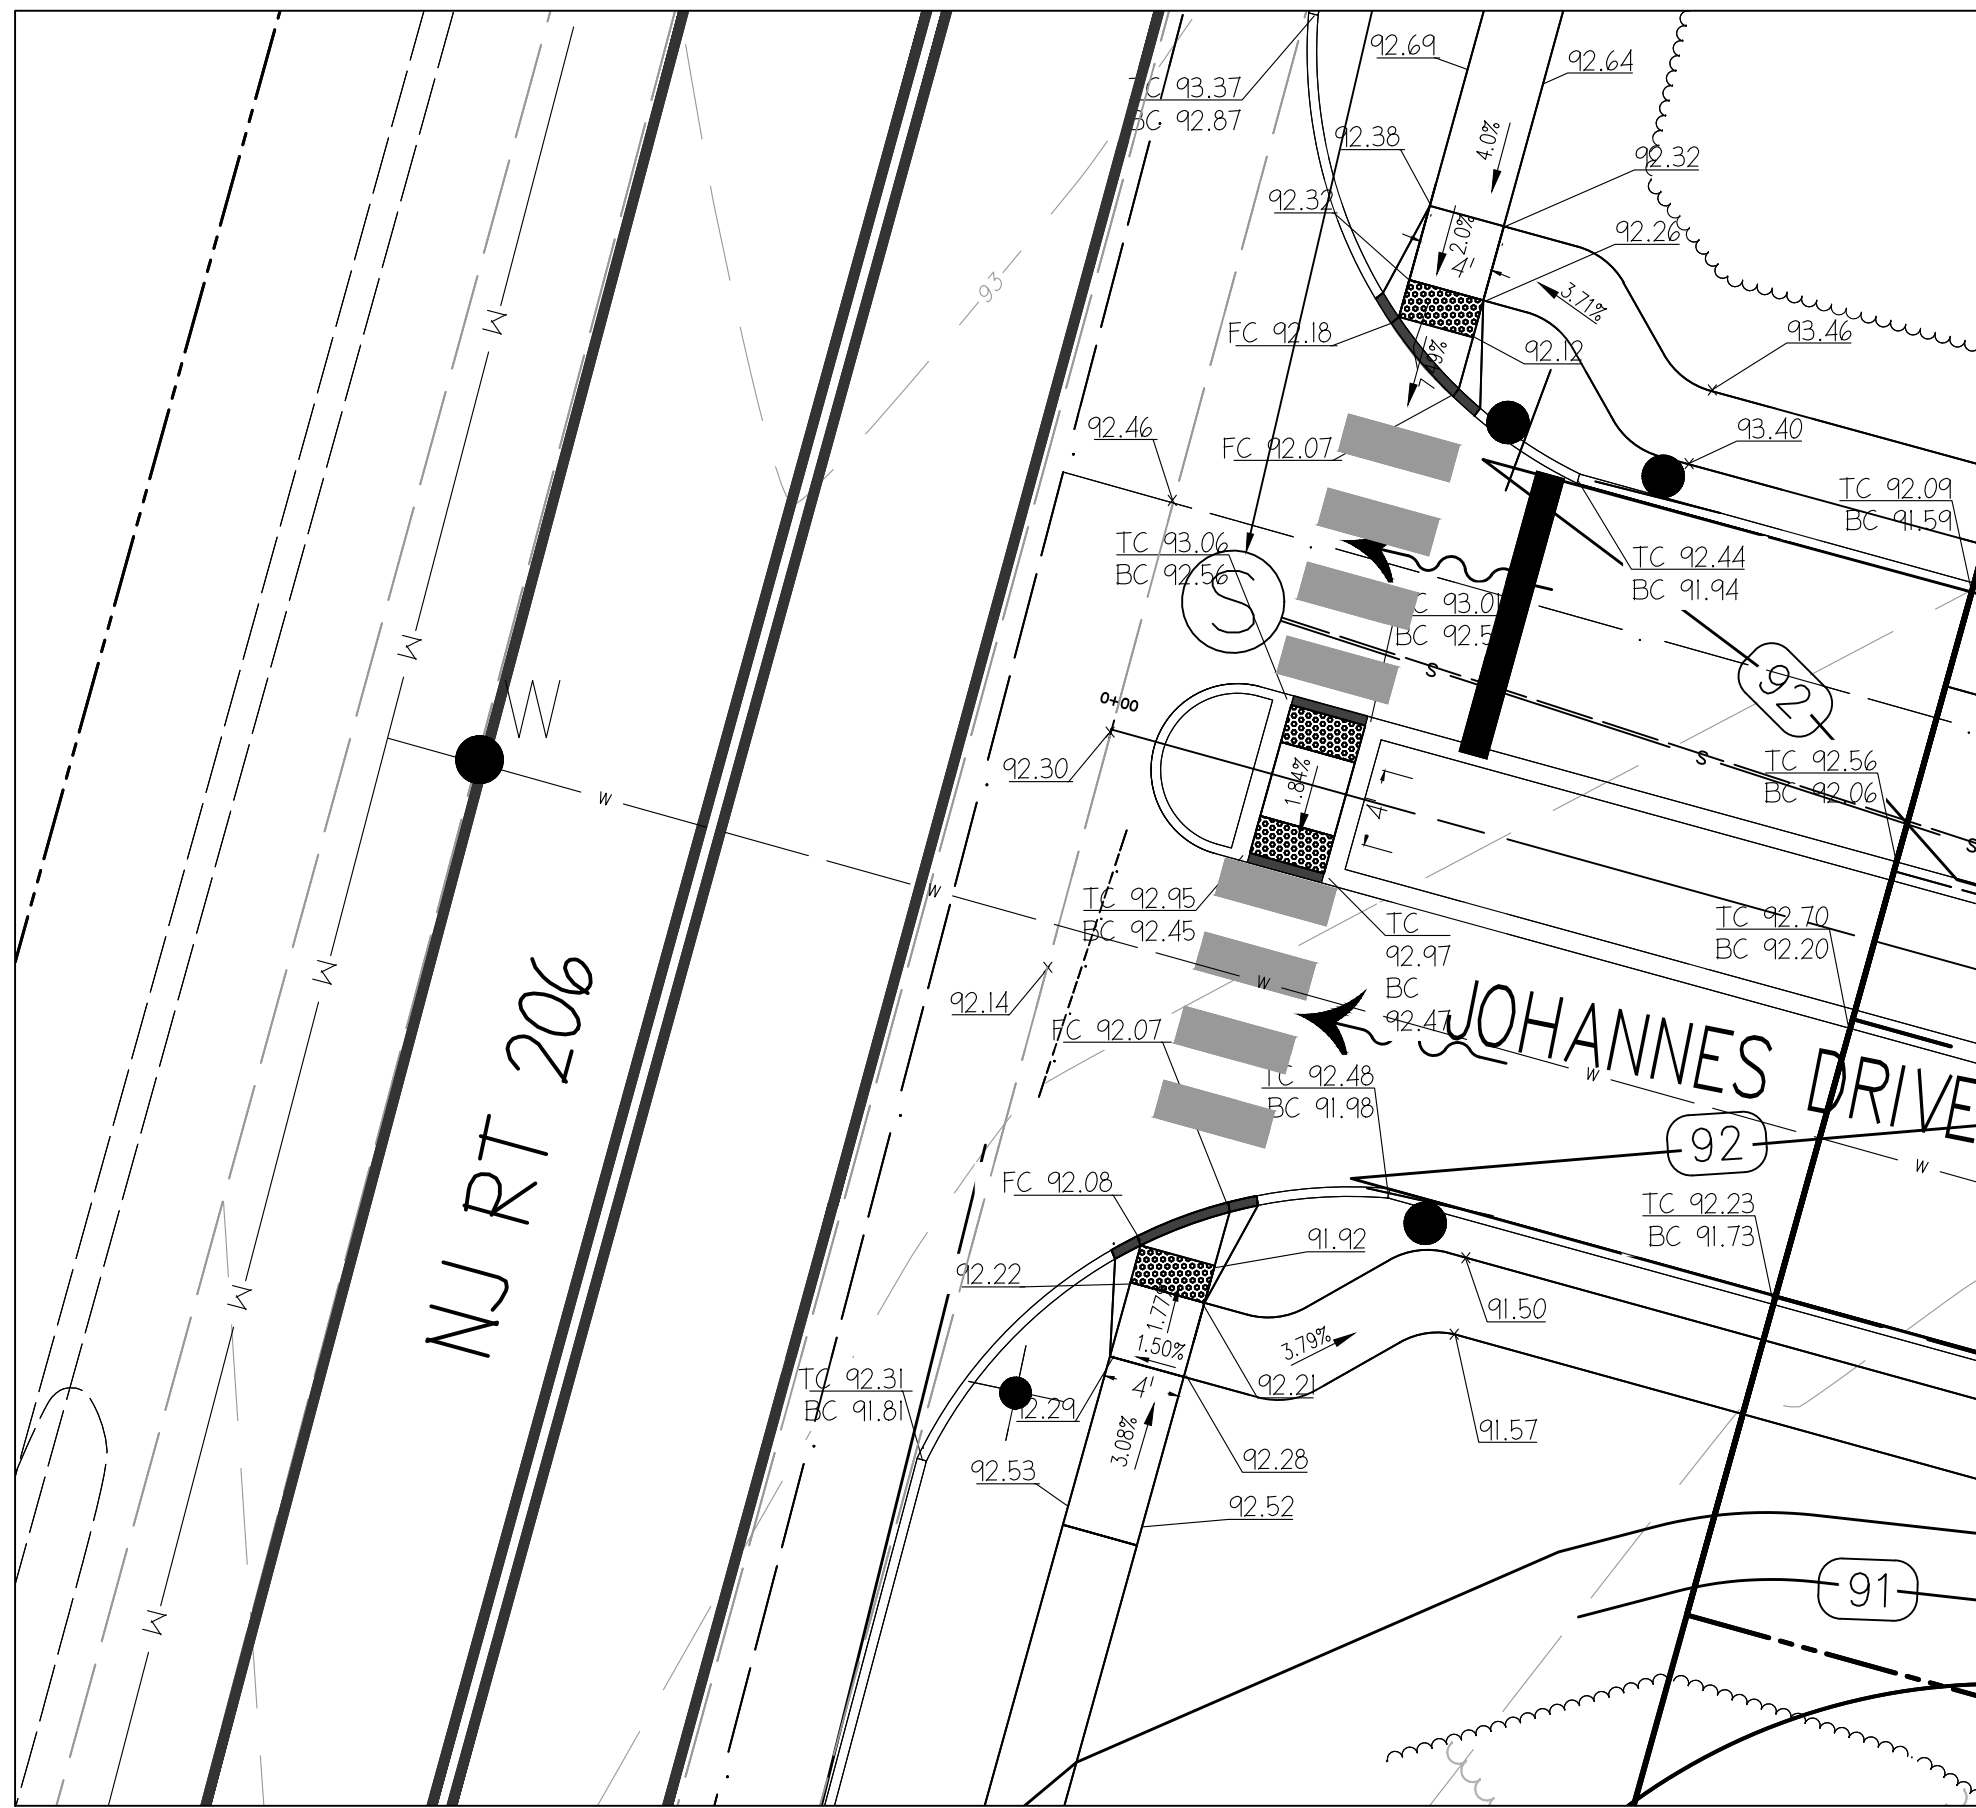 92.69
92.64
TC 93.37
BC 92.87
92.38
4.0%
92.32
92.32
2.0%
92.26
4'
93
3.71%
M
FC 92.18
93.46
92.12
92.46
FC 92.07
93.40
TC 92.09
BC 91.59
TC 93.06
BC 92.56
S
TC 92.44
BC 91.94
M
S
92
W
0+00
92.30
S
TC 92.56
BC 92.06
1.84%
4'
W
S
W
TC 92.95
BC 92.45
TC
92.97
BC
92.47
TC 92.70
BC 92.20
M
W
92.14
NJ RT 206
JOHANNES DRIVE
FC 92.07
W
TC 92.48
BC 91.98
92
W
FC 92.08
TC 92.23
BC 91.73
91.92
92.22
M
91.50
1.50%
3.79%
TC 92.31
BC 91.81
4'
92.21
3.08%
91.57
92.28
92.53
92.52
91
M